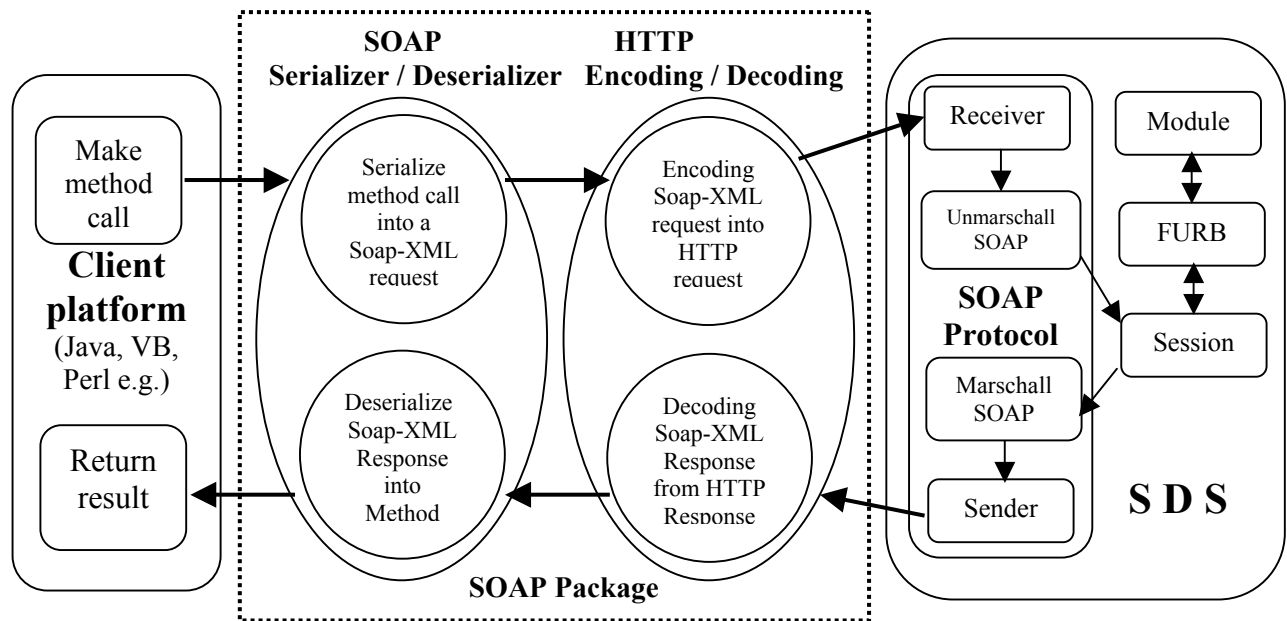 SOAP
Serializer / Deserializer
HTTP
Encoding / Decoding
Make
method
call
Client
platform
(Java, VB,
Perl e.g.)
Return
result
Serialize
method call
into a
Soap-XML
request
Encoding
Soap-XML
request into
HTTP
request
Deserialize
Soap-XML
Response
into
Method
Decoding
Soap-XML
Response
from HTTP
Response
SOAP Package
Receiver
Unmarschall
SOAP
SOAP
Protocol
Marschall
SOAP
Sender
Module
FURB
Session
S D S